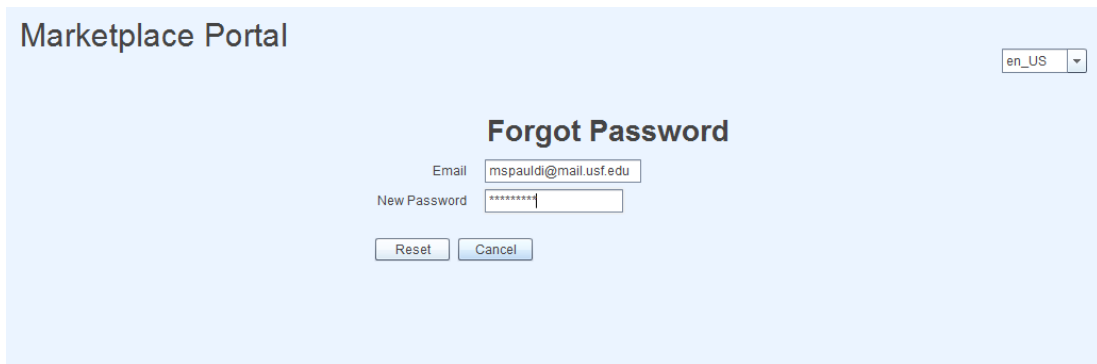 Marketplace Portal
en_US
Forgot Password
Email mspauldi@mail.usf.edu
New Password *********
Reset Cancel